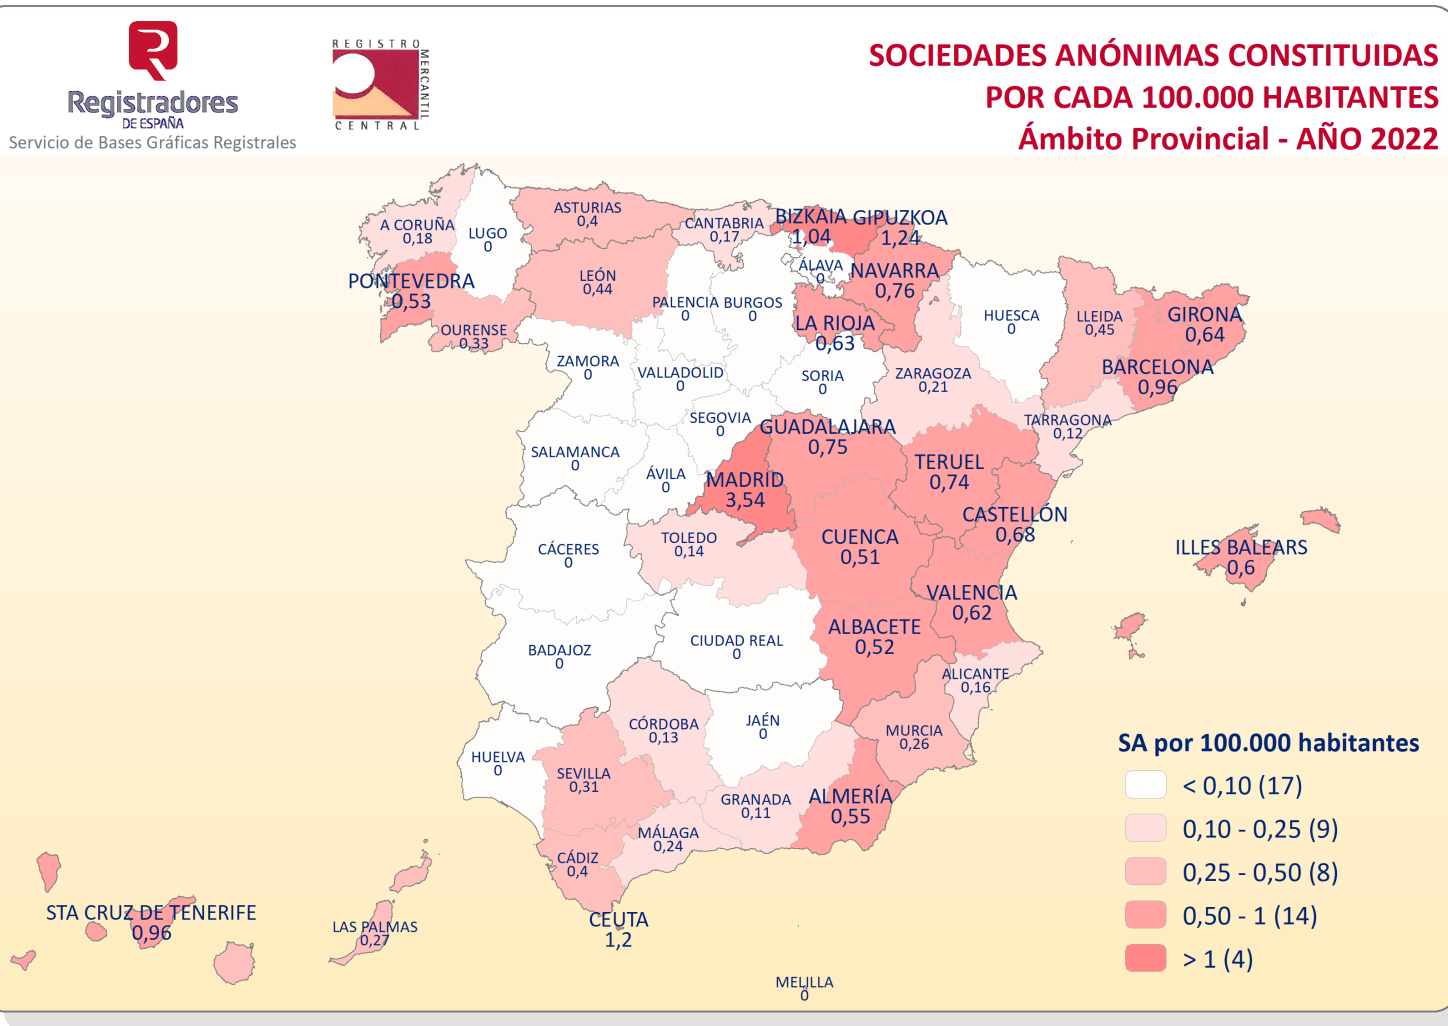 Registradores
DE ESPAÑA
Servicio de Bases Gráficas Registrales
REGISTRO
MERCANTIL
CENTRAL
SOCIEDADES ANÓNIMAS CONSTITUIDAS
POR CADA 100.000 HABITANTES
Ámbito Provincial - AÑO 2022
A CORUÑA
0,18
LUGO
0
ASTURIAS
0,4
CANTABRIA
0,17
BIZKAIA
1,04
GIPUZKOA
1,24
PONTEVEDRA
0,53
LEÓN
0,44
ÁLAVA
0
NAVARRA
0,76
PALENCIA
0
BURGOS
0
OURENSE
0,33
LA RIOJA
0,63
HUESCA
0
LLEIDA
0,45
GIRONA
0,64
BARCELONA
0,96
ZAMORA
0
VALLADOLID
0
SORIA
0
ZARAGOZA
0,21
SEGOVIA
0
GUADALAJARA
0,75
TARRAGONA
0,12
SALAMANCA
0
ÁVILA
0
MADRID
3,54
TERUEL
0,74
CASTELLÓN
0,68
CÁCERES
0
TOLEDO
0,14
CUENCA
0,51
ILLES BALEARS
0,6
VALENCIA
0,62
BADAJOZ
0
CIUDAD REAL
0
ALBACETE
0,52
ALICANTE
0,16
CÓRDOBA
0,13
JAÉN
0
MURCIA
0,26
HUELVA
0
SEVILLA
0,31
GRANADA
0,11
ALMERÍA
0,55
MÁLAGA
0,24
CÁDIZ
0,4
STA CRUZ DE TENERIFE
0,96
LAS PALMAS
0,27
CEUTA
1,2
MELILLA
0
SA por 100.000 habitantes
< 0,10 (17)
0,10 - 0,25 (9)
0,25 - 0,50 (8)
0,50 - 1 (14)
> 1 (4)